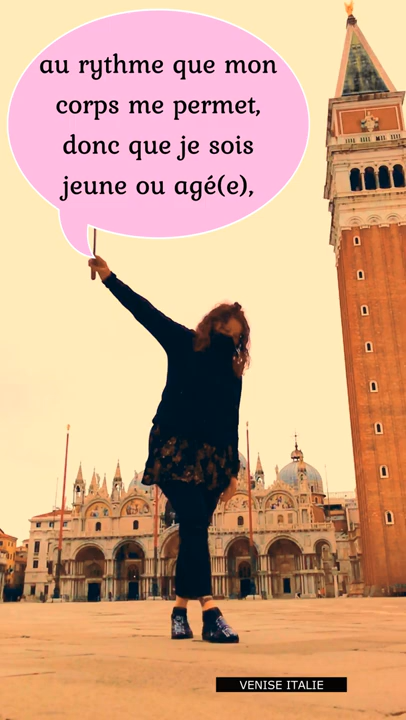 au rythme que mon
corps me permet,
donc que je sois
jeune ou agé(e),
VENISE ITALIE